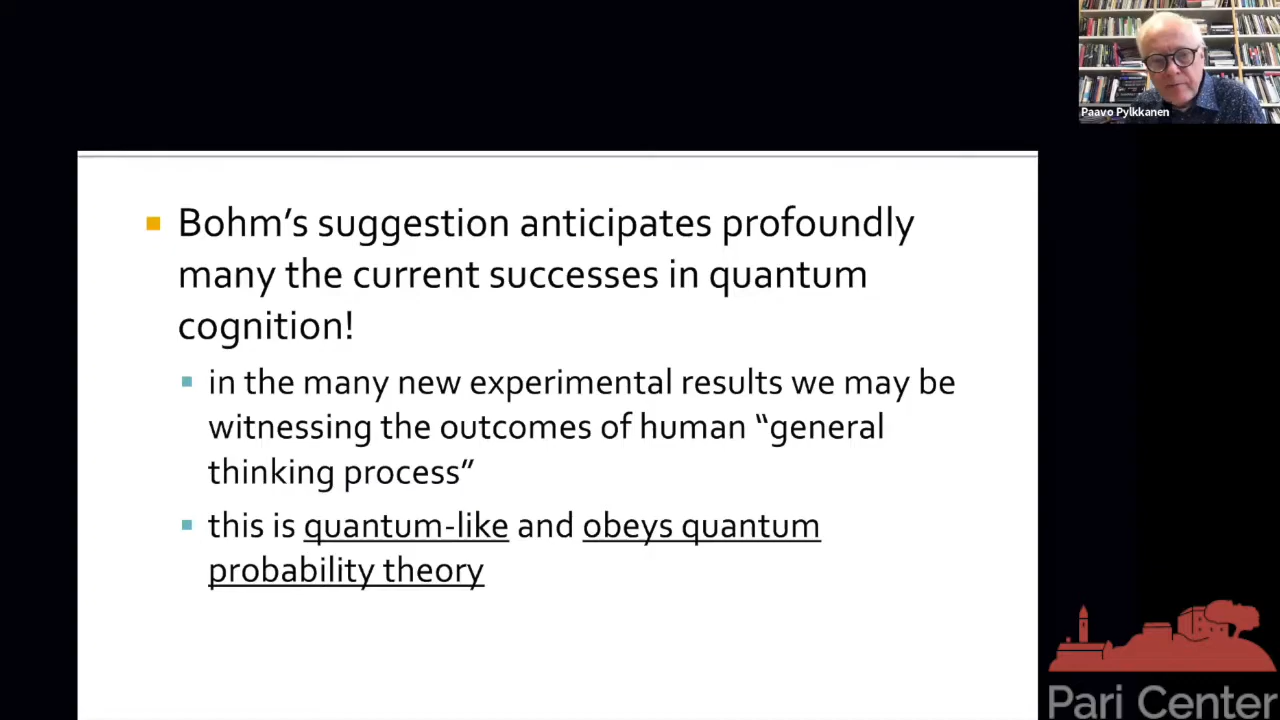 Paavo Pylkkanen
Bohm’s suggestion anticipates profoundly
many the current successes in quantum
cognition!
in the many new experimental results we may be
witnessing the outcomes of human “general
thinking process”
this is quantum-like and obeys quantum
probability theory
Pari Center